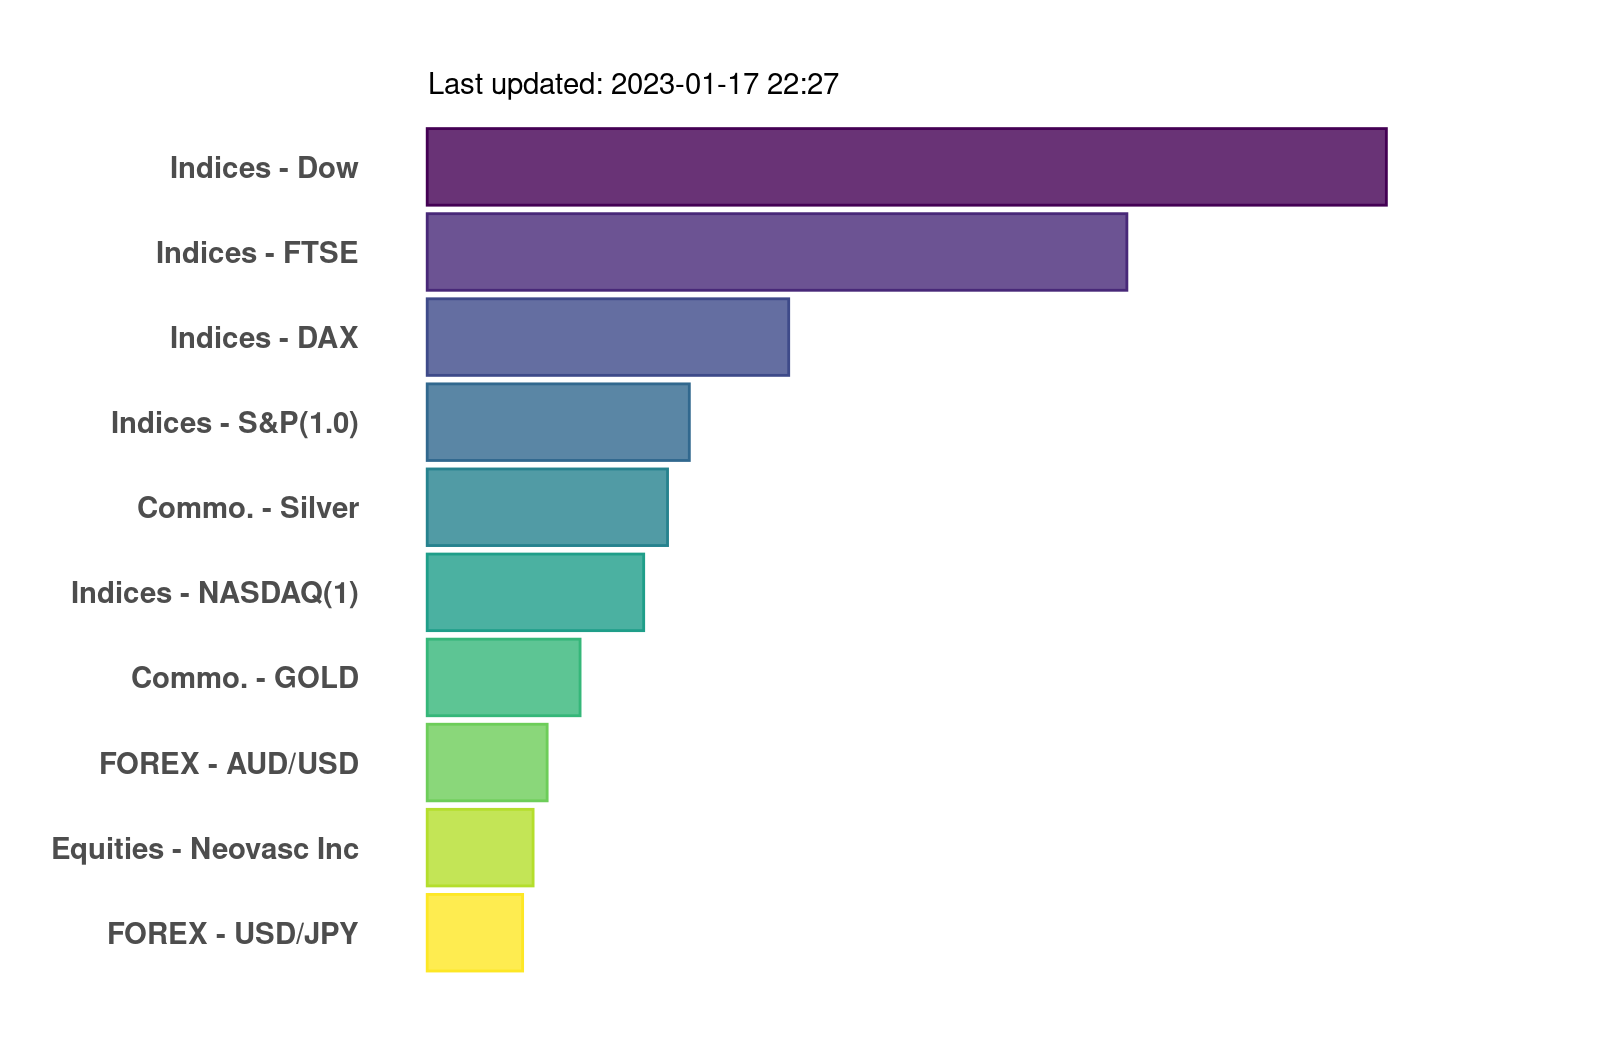 Last updated: 2023-01-17 22:27
Indices - Dow
Indices - FTSE
Indices - DAX
Indices - S&P(1.0)
Commo. - Silver
Indices - NASDAQ(1)
Commo. - GOLD
FOREX - AUD/USD
Equities - Neovasc Inc
FOREX - USD/JPY